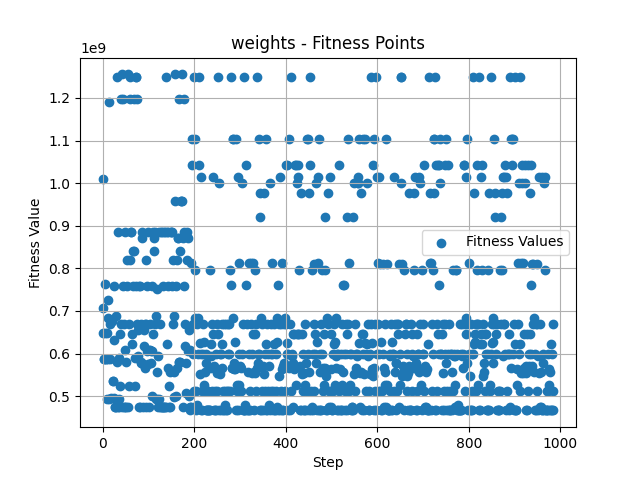 weights - Fitness Points
1e9
1.2
1.1
1.0
0.9
0.8
0.7
0.6
0.5
Fitness Value
Fitness Values
0 200 400 600 800 1000
Step